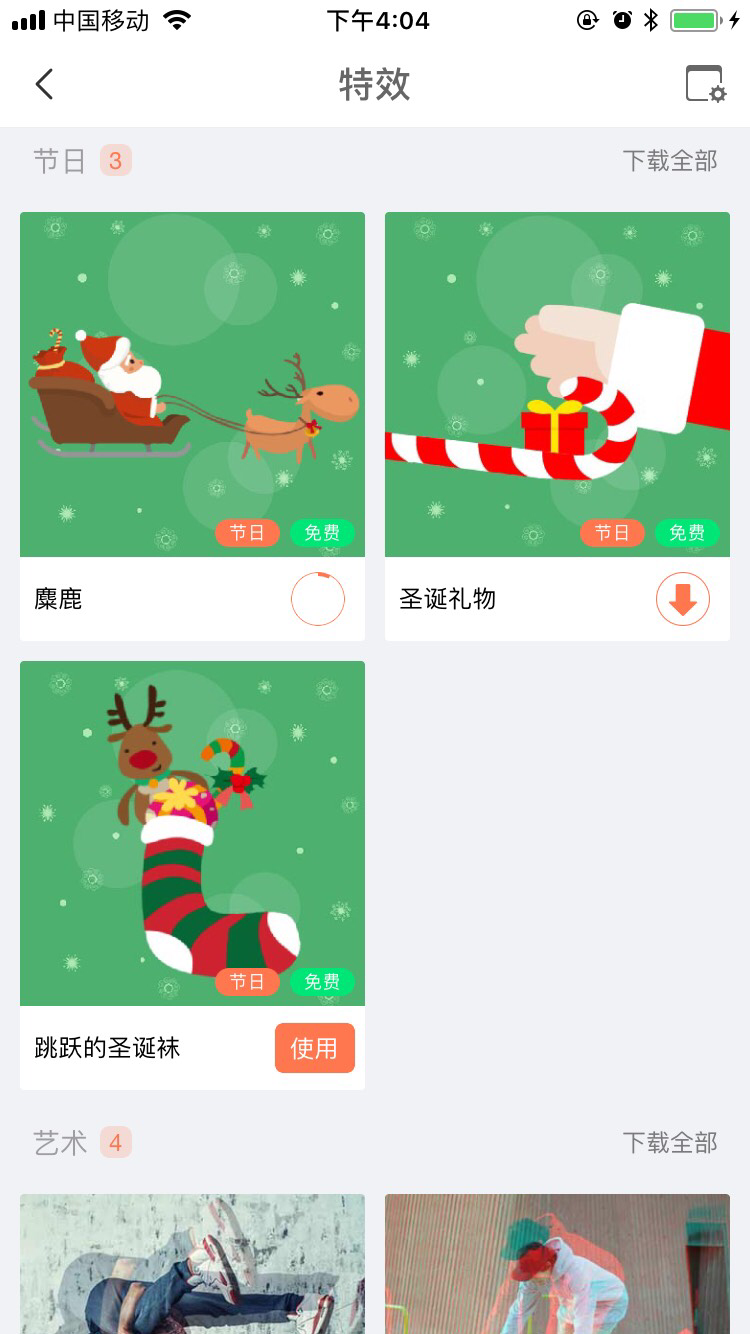 中国移动 下午4:04
特效
节日 3 下载全部
节日 免费
节日 免费
麋鹿
圣诞礼物
节日 免费
跳跃的圣诞袜 使用
艺术 4 下载全部